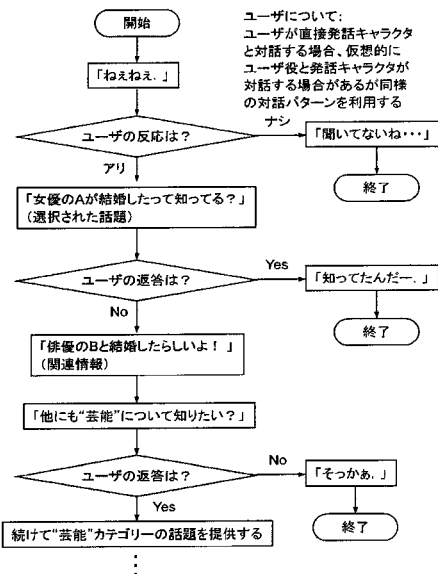 開始
ユーザについて：
ユーザが直接発話キャラクタ
と対話する場合、仮想的に
ユーザ役と発話キャラクタが
対話する場合があるが同様
の対話パターンを利用する
「ねぇねぇ．」
ユーザの反応は？
ナシ
「聞いてないね・・・」
アリ
終了
「女優のAが結婚したって知ってる？」
（選択された話題）
ユーザの返答は？
Yes
「知ってたんだー．」
No
終了
「俳優のBと結婚したらしいよ！」
（関連情報）
「他にも“芸能”について知りたい？」
ユーザの返答は？
No
「そっかぁ．」
Yes
終了
続けて“芸能”カテゴリーの話題を提供する